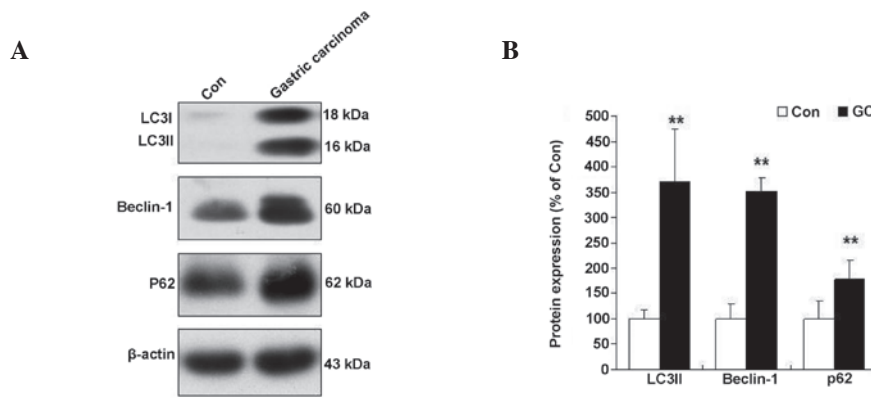 A
Con
Gastric carcinoma
LC3I
18 kDa
LC3II
16 kDa
Beclin-1
60 kDa
P62
62 kDa
β-actin
43 kDa
B
Con
GC
Protein expression (% of Con)
500
450
400
350
300
250
200
150
100
50
0
**
**
**
LC3II
Beclin-1
p62